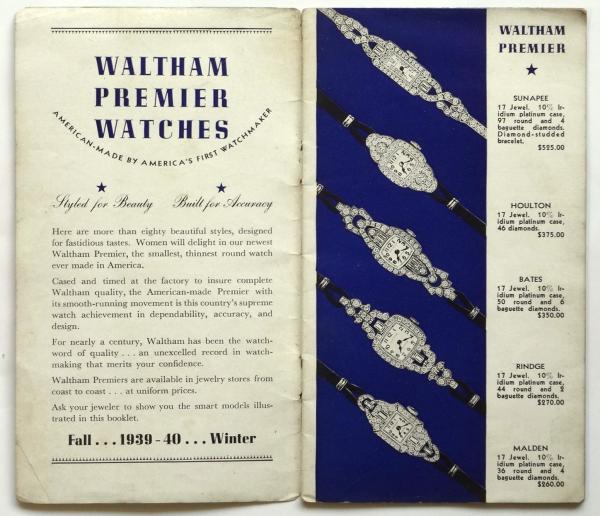 WALTHAM
PREMIER
WATCHES
AMERICAN-MADE BY AMERICA'S FIRST WATCHMAKER
Styled for Beauty Built for Accuracy
Here are more than eighty beautiful styles, designed
for fastidious tastes. Women will delight in our newest
Waltham Premier, the smallest, thinnest round watch
ever made in America.
Cased and timed at the factory to insure complete
Waltham quality, the American-made Premier with
its smooth-running movement is this country's supreme
watch achievement in dependability, accuracy, and
design.
For nearly a century, Waltham has been the watch-
word of quality . . . an unexcelled record in watch-
making that merits your confidence.
Waltham Premiers are available in jewelry stores from
coast to coast . . . at uniform prices.
Ask your jeweler to show you the smart models illus-
trated in this booklet.
Fall . . . 1939-40 . . . Winter
WALTHAM
PREMIER
SUNAPEE
17 Jewel. 10% Ir-
idium platinum case,
97 round and 4
baguette diamonds.
Diamond-studded
bracelet.
$525.00
HOULTON
17 Jewel. 10% Ir-
idium platinum case,
46 diamonds.
$375.00
BATES
17 Jewel. 10% Ir-
idium platinum case,
50 round and 6
baguette diamonds.
$350.00
RINDGE
17 Jewel. 10% Ir-
idium platinum case,
44 round and 2
baguette diamonds.
$270.00
MALDEN
17 Jewel. 10% Ir-
idium platinum case,
36 round and 4
baguette diamonds.
$260.00